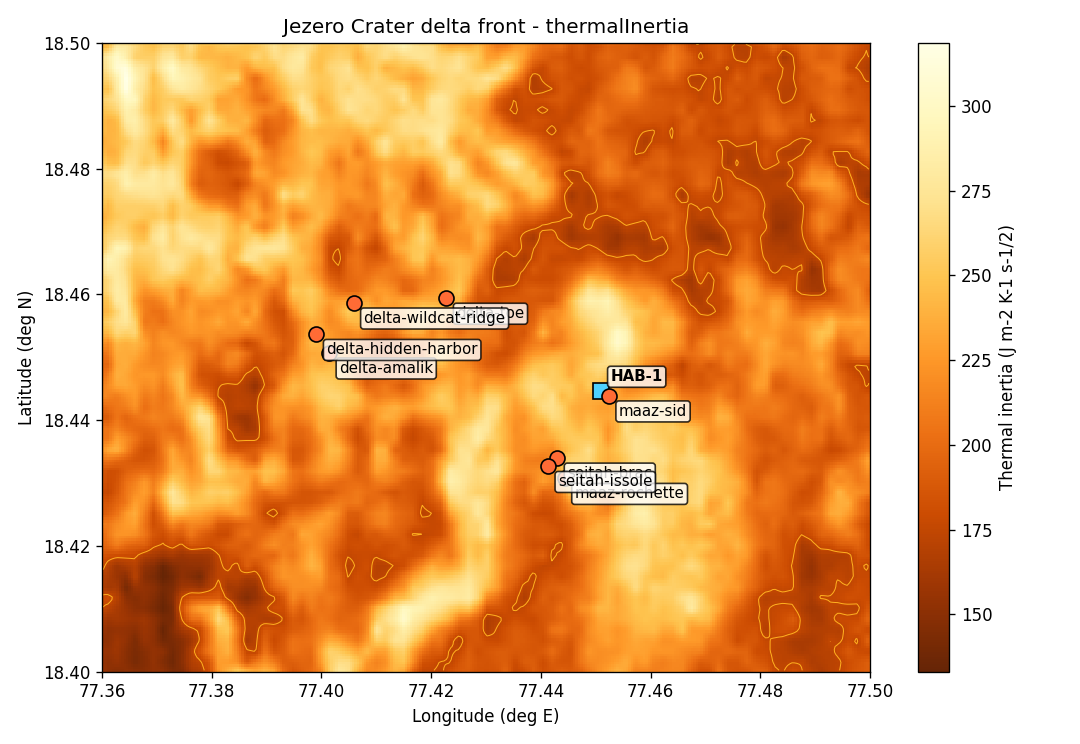 Jezero Crater delta front - thermalInertia
18.50
18.48
18.46
18.44
18.42
18.40
Latitude (deg N)
77.36
77.38
77.40
77.42
77.44
77.46
77.48
77.50
Longitude (deg E)
delta-wildcat-ridge
delta-hidden-harbor
delta-amalik
HAB-1
maaz-sid
seitah-issole
maaz-rochette
300
275
250
225
200
175
150
Thermal inertia (J m-2 K-1 s-1/2)